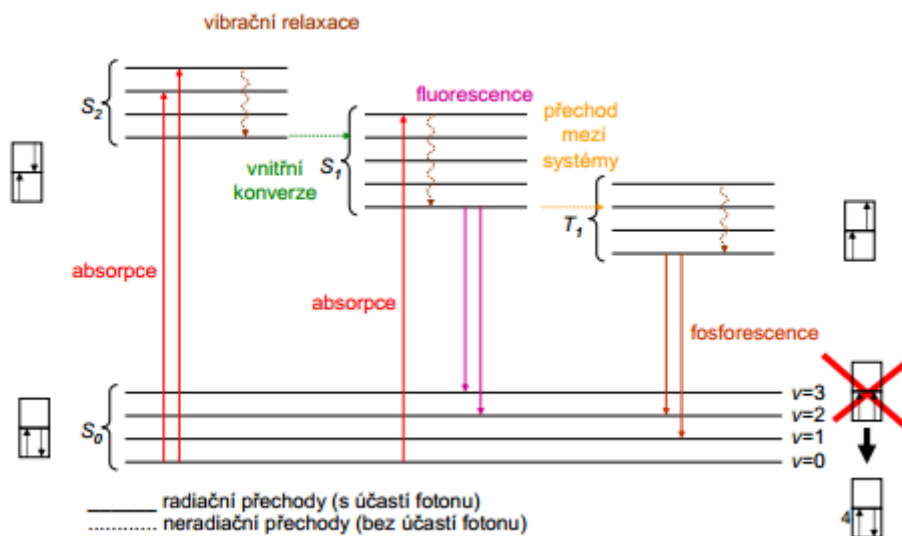 vibrační relaxace
S2
fluorescence
přechod
mezi
systémy
vnitřní
konverze
S1
T1
absorpce
absorpce
fosforescence
S0
v=3
v=2
v=1
v=0
radiační přechody (s účastí fotonu)
neradiační přechody (bez účastí fotonu)
4